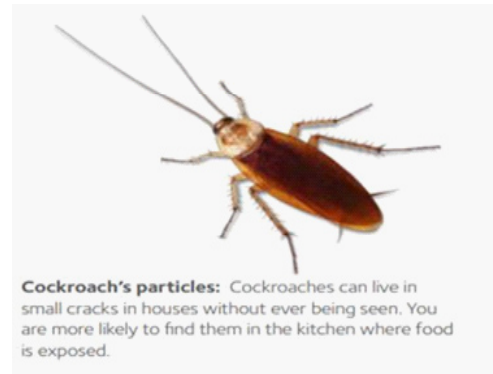 Cockroach's particles: Cockroaches can live in
small cracks in houses without ever being seen. You
are more likely to find them in the kitchen where food
is exposed.